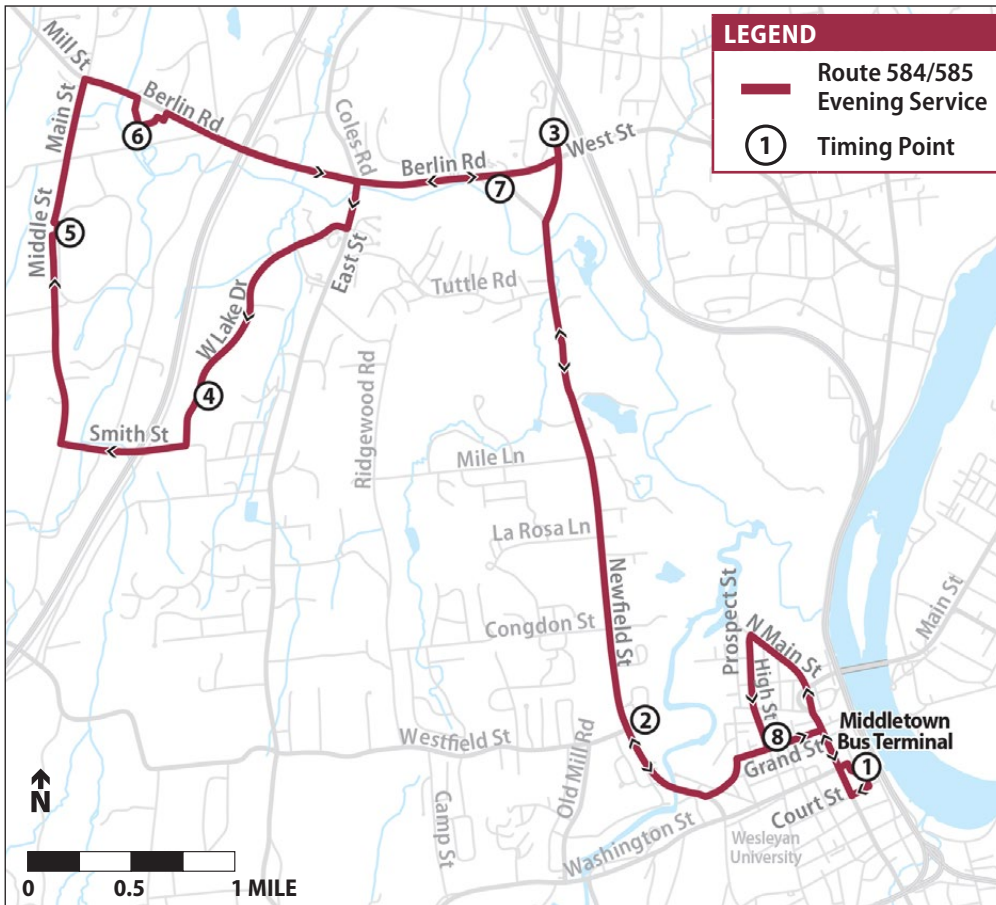 LEGEND
Route 584/585
Evening Service
1
Timing Point
Mill St
Main St
Berlin Rd
6
Coles Rd
3
Berlin Rd
West St
7
Middle St
5
East St
Tuttle Rd
W Lake Dr
4
Ridgewood Rd
Smith St
Mile Ln
La Rosa Ln
Newfield St
Prospect St
Main St
N Main St
Congdon St
High St
2
Westfield St
Old Mill Rd
8
Grand St
Middletown
Bus Terminal
1
Court St
Camp St
Washington St
Wesleyan
University
N
0 0.5 1 MILE